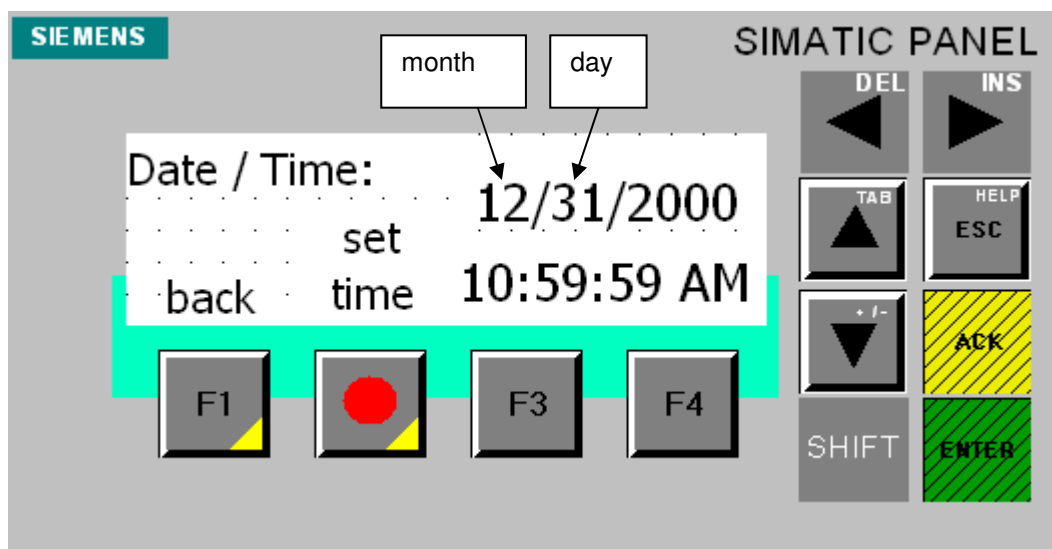 SIEMENS
SIMATIC PANEL
month
day
DEL
INS
Date / Time:
12/31/2000
TAB
HELP
ESC
set
time
back
10:59:59 AM
+ / -
ACK
F1
F3
F4
SHIFT
ENTER